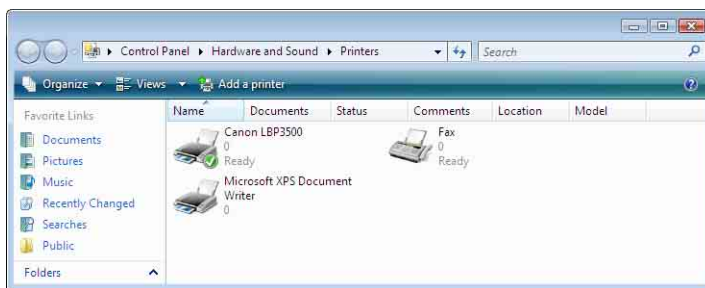 Control Panel Hardware and Sound Printers Search
Organize Views Add a printer
Favorite Links
Documents
Pictures
Music
Recently Changed
Searches
Public
Folders
Name Documents Status Comments Location Model
Canon LBP3500
0
Ready
Fax
0
Ready
Microsoft XPS Document
Writer
0